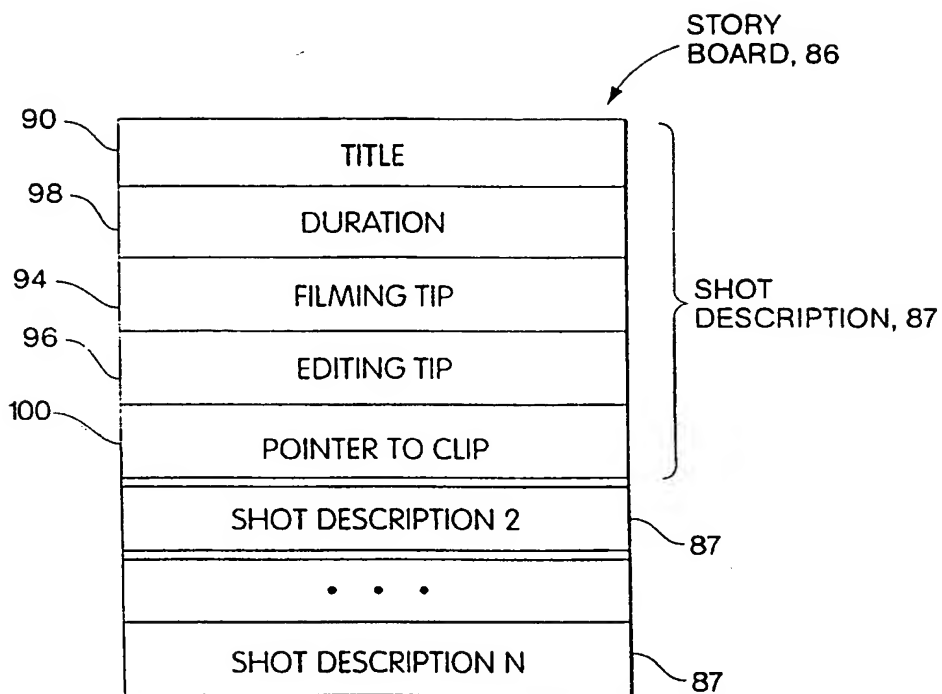 STORY
BOARD, 86
90
TITLE
98
DURATION
94
FILMING TIP
SHOT
DESCRIPTION, 87
96
EDITING TIP
100
POINTER TO CLIP
SHOT DESCRIPTION 2
87
• • •
SHOT DESCRIPTION N
87